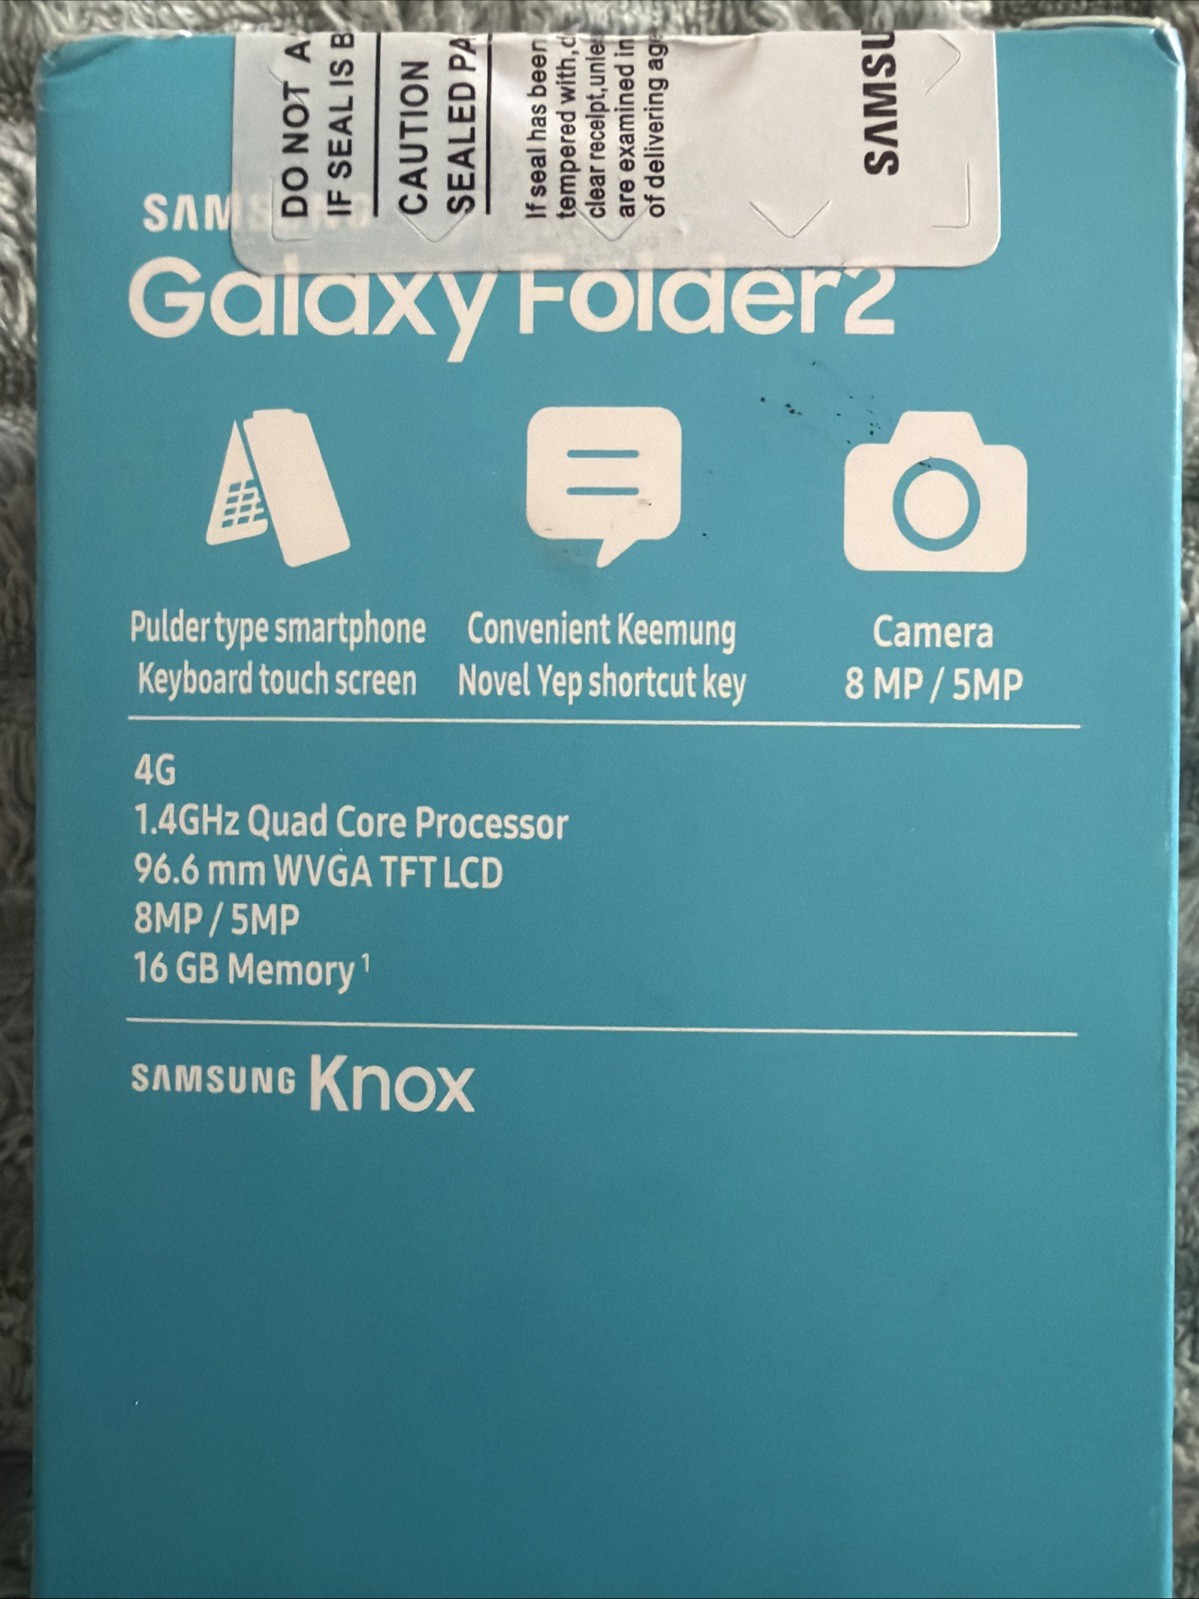 DO NOT A
IF SEAL IS B
CAUTION
SEALED PA
If seal has been
tempered with,
clear receipt,unle
are examined in
of delivering age
SAMSU
SAMSUNG
Galaxy Folder2
Pulder type smartphone
Keyboard touch screen
Convenient Keemung
Novel Yep shortcut key
Camera
8 MP / 5MP
4G
1.4GHz Quad Core Processor
96.6 mm WVGA TFT LCD
8MP / 5MP
16 GB Memory 1
SAMSUNG Knox